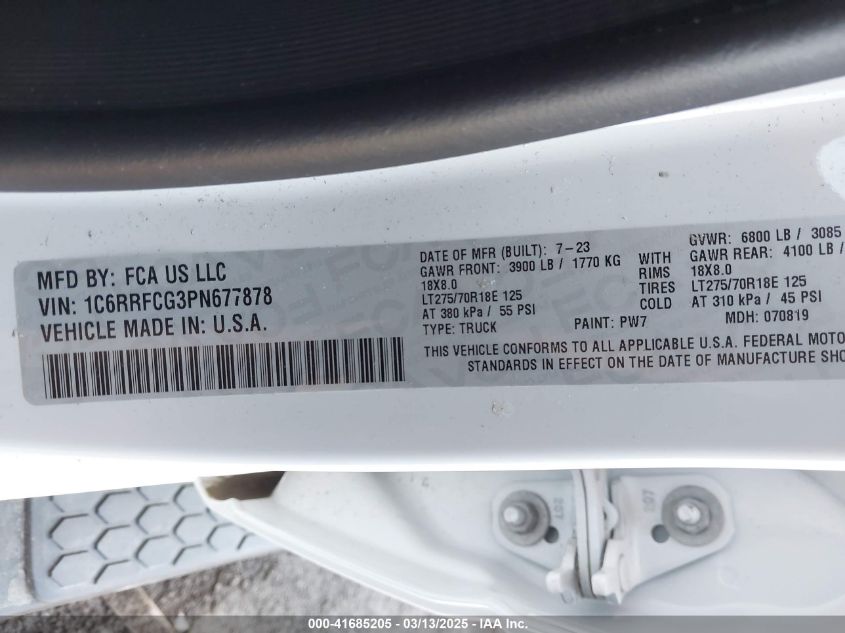 MFD BY: FCA US LLC
VIN: 1C6RRFCG3PN677878
VEHICLE MADE IN: U.S.A.
DATE OF MFR (BUILT): 7-23
GVWR: 6800 LB / 3085
GAWR FRONT: 3900 LB / 1770 KG WITH GAWR REAR: 4100 LB /
18X8.0 RIMS 18X8.0
LT275/70R18E 125 TIRES LT275/70R18E 125
AT 380 kPa / 55 PSI COLD AT 310 kPa / 45 PSI
TYPE: TRUCK PAINT: PW7 MDH: 070819
THIS VEHICLE CONFORMS TO ALL APPLICABLE U.S.A. FEDERAL MOTO
STANDARDS IN EFFECT ON THE DATE OF MANUFACTURE SHO
000-41685205 - 03/13/2025 - IAA Inc.